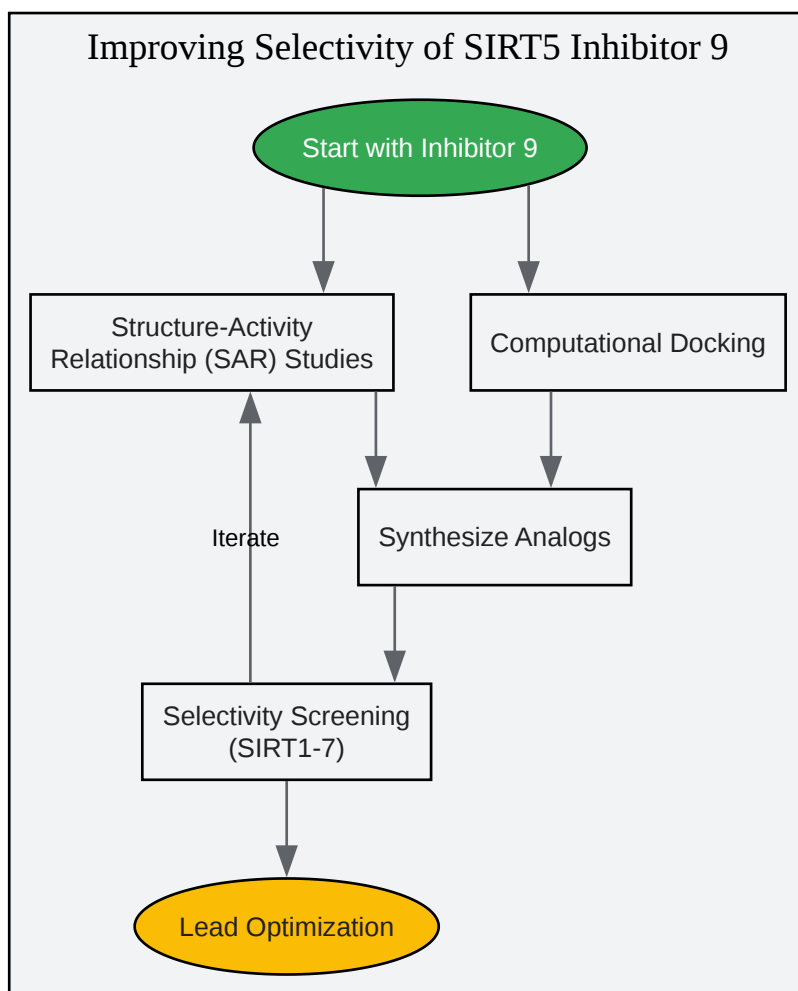 Improving Selectivity of SIRT5 Inhibitor 9
Start with Inhibitor 9
Structure-Activity
Relationship (SAR) Studies
Computational Docking
Iterate
Synthesize Analogs
Selectivity Screening
(SIRT1-7)
Lead Optimization